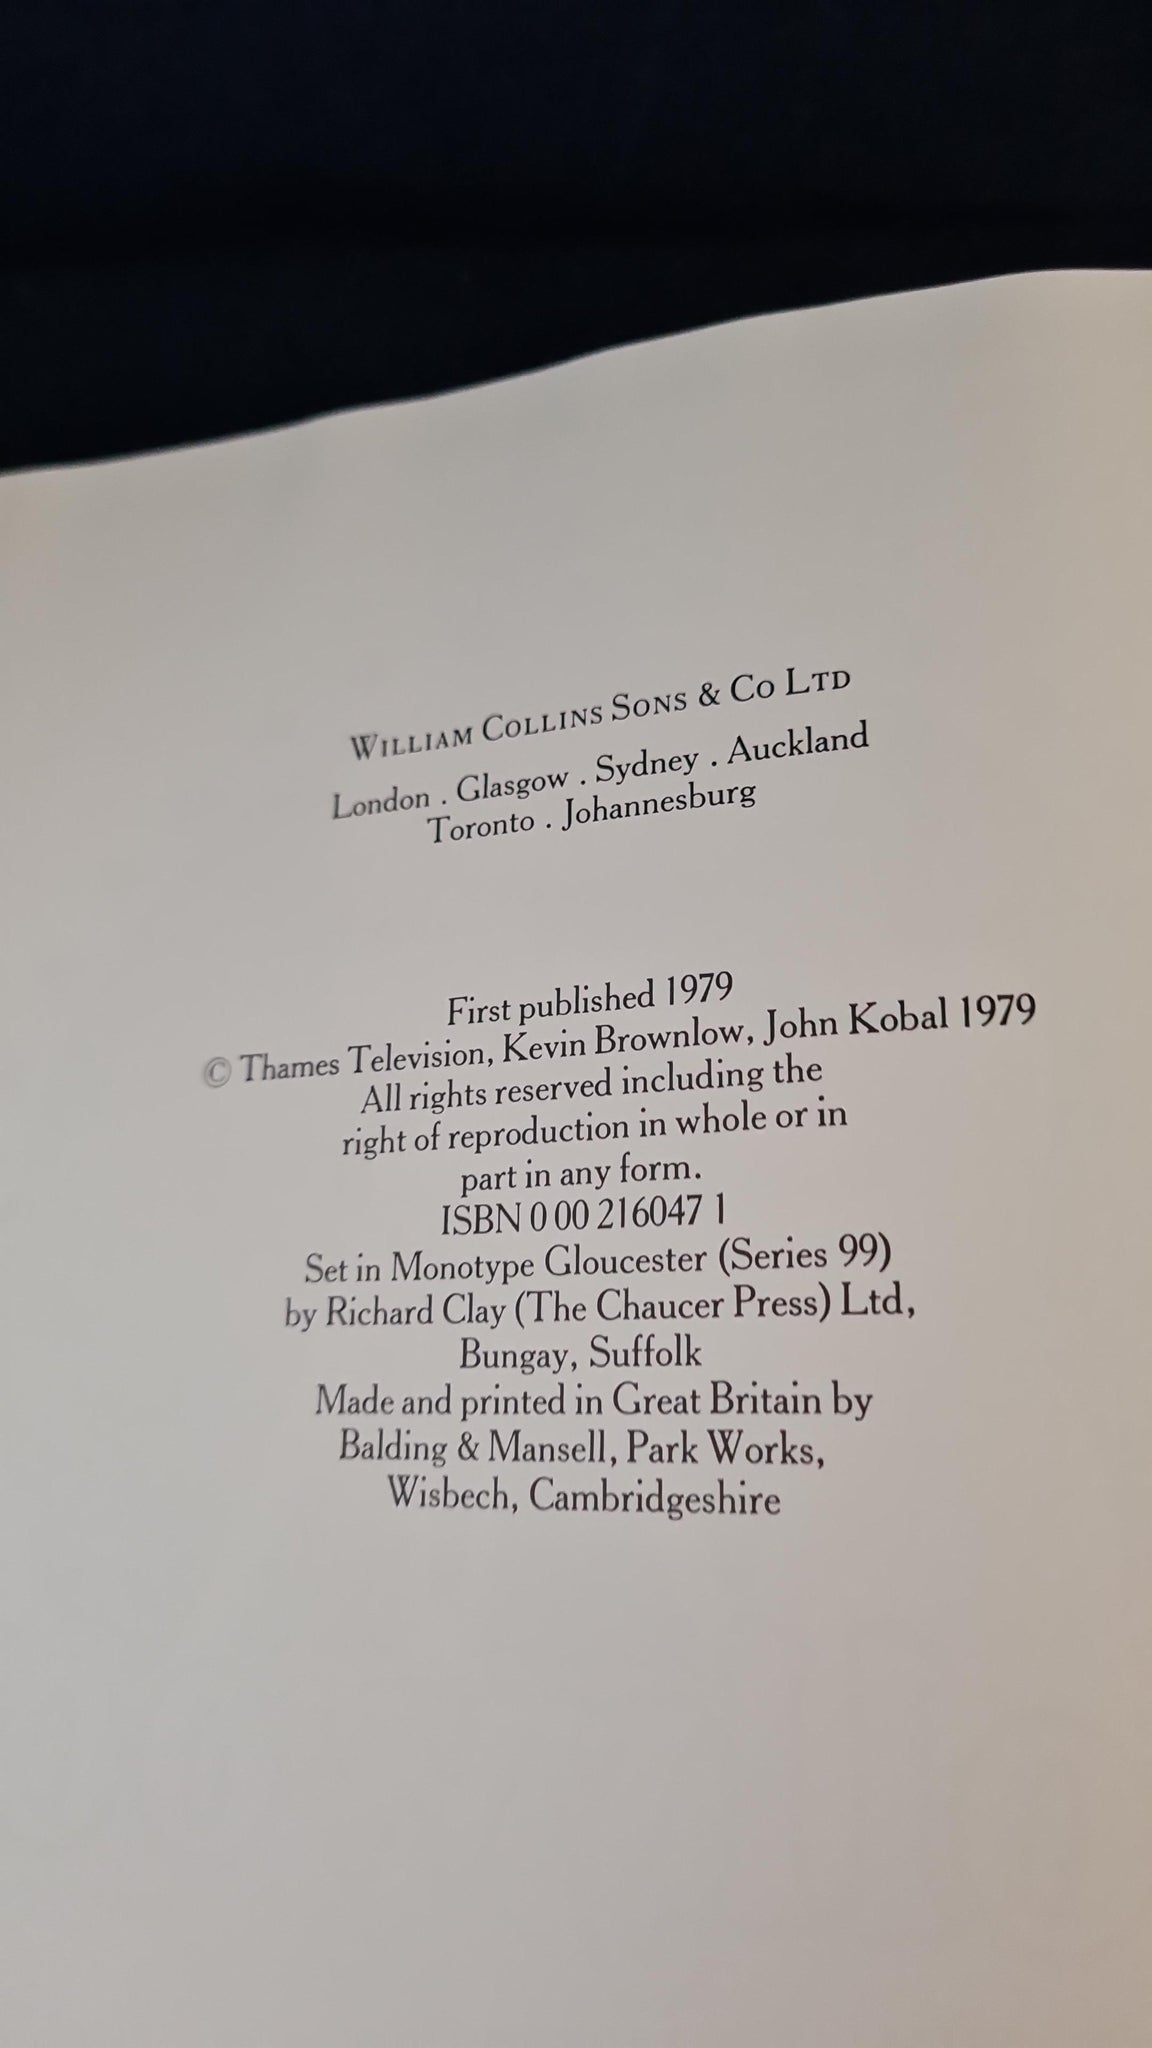 WILLIAM COLLINS SONS & CO LTD
London . Glasgow . Sydney . Auckland
Toronto . Johannesburg
First published 1979
© Thames Television, Kevin Brownlow, John Kobal 1979
All rights reserved including the
right of reproduction in whole or in
part in any form.
ISBN 0 00 216047 1
Set in Monotype Gloucester (Series 99)
by Richard Clay (The Chaucer Press) Ltd,
Bungay, Suffolk
Made and printed in Great Britain by
Balding & Mansell, Park Works,
Wisbech, Cambridgeshire